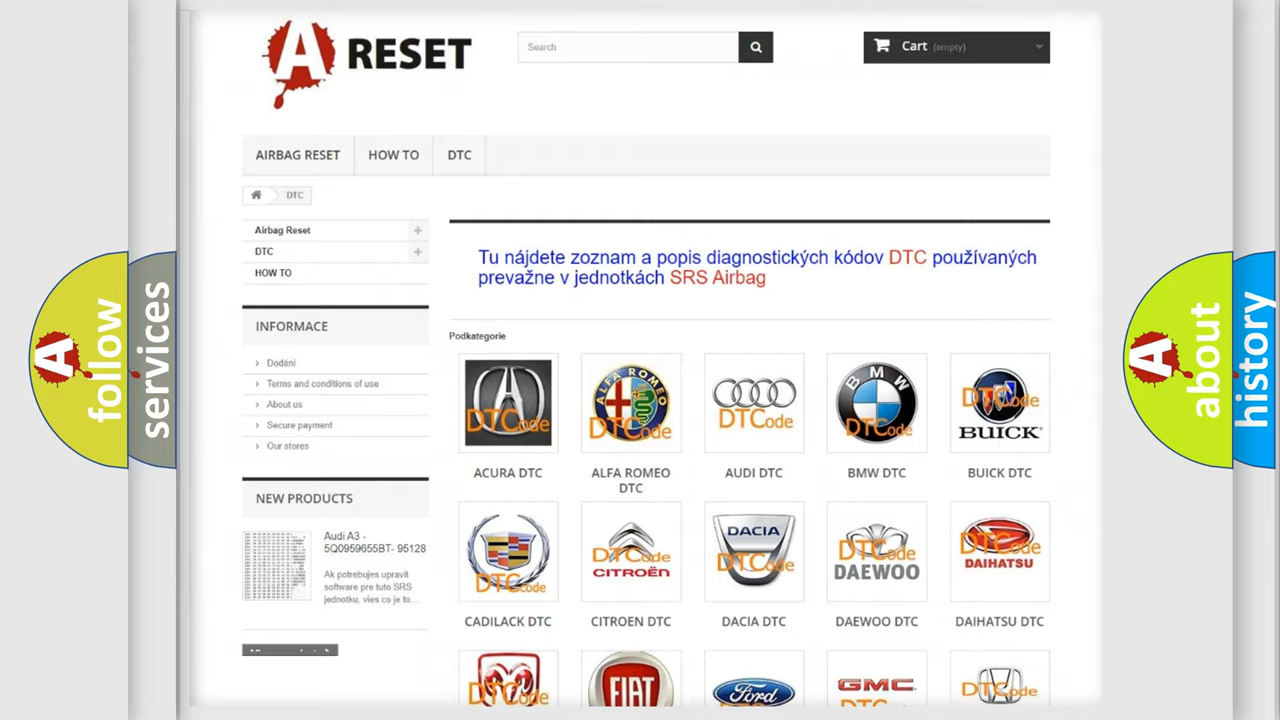 A RESET
Search
Cart (empty)
AIRBAG RESET
HOW TO
DTC
DTC
Airbag Reset
DTC
HOW TO
Tu nájdete zoznam a popis diagnostických kódov DTC používaných
prevažne v jednotkách SRS Airbag
INFORMACE
Dodání
Terms and conditions of use
About us
Secure payment
Our stores
NEW PRODUCTS
Audi A3 -
5Q0959655BT- 95128
Ak potrebujes upravit
software pre tuto SRS
jednotku, vies co je to...
Podkategorie
DTCode
ALFA ROMEO
DTCode
DTCode
BMW
DTCode
DTCode
BUICK
ACURA DTC
ALFA ROMEO
DTC
AUDI DTC
BMW DTC
BUICK DTC
DTCode
DTCode
CITROËN
DACIA
DTCode
DTCode
DAEWOO
DTCode
DAIHATSU
CADILACK DTC
CITROEN DTC
DACIA DTC
DAEWOO DTC
DAIHATSU DTC
DTCode
FIAT
Ford
GMC
DTCode
A follow
services
A about
history